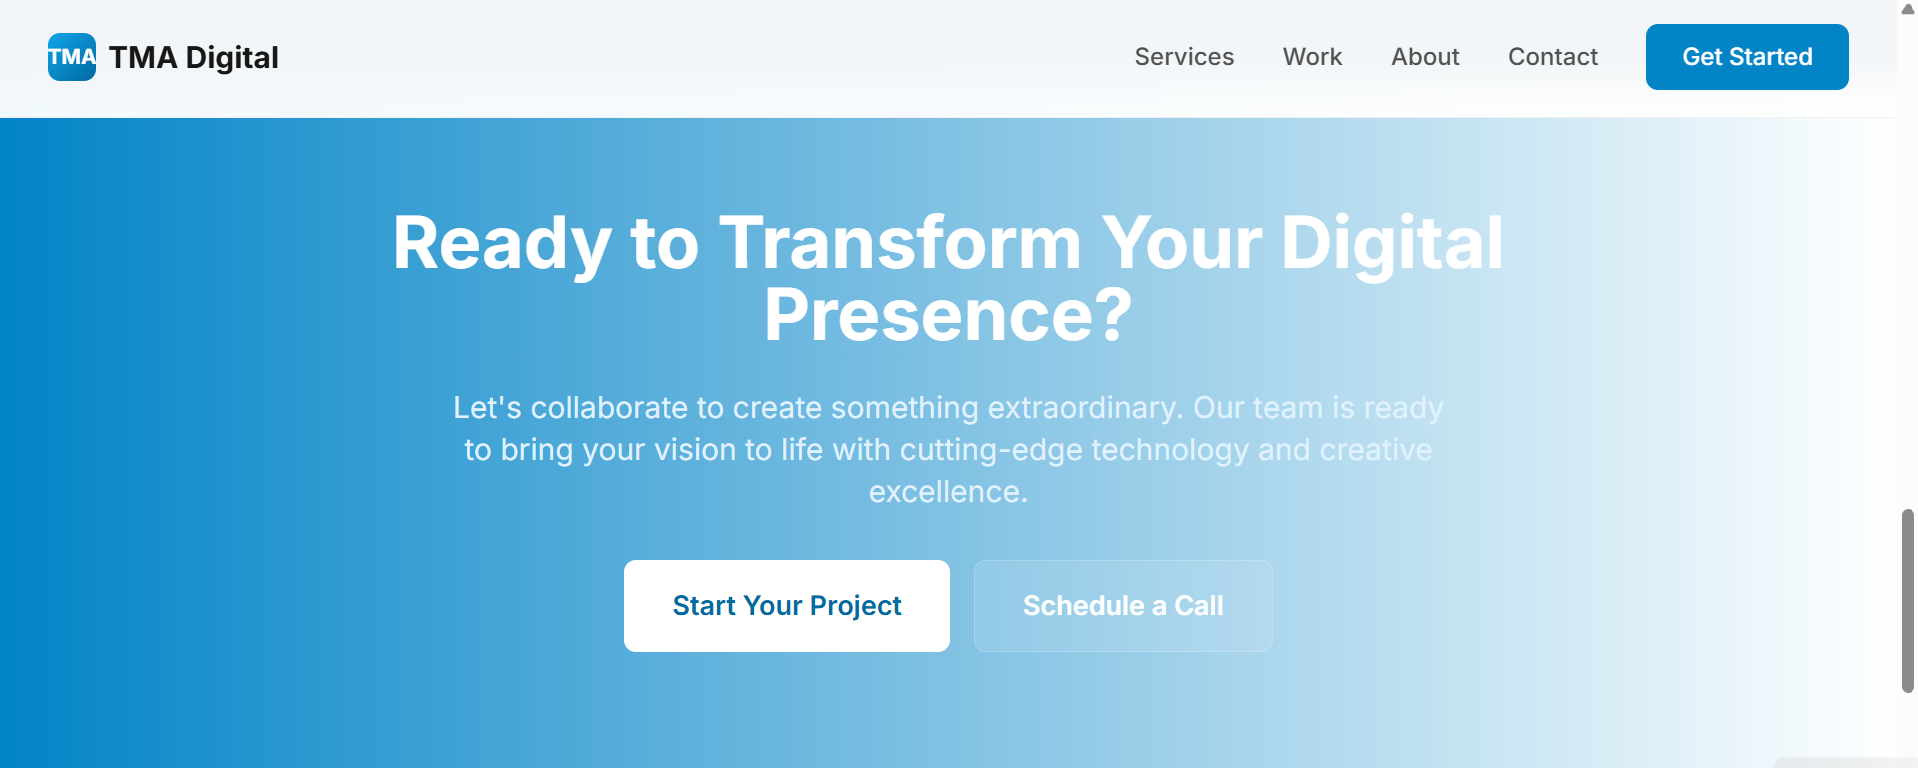 TMA TMA Digital
Services Work About Contact Get Started
Ready to Transform Your Digital
Presence?
Let's collaborate to create something extraordinary. Our team is ready
to bring your vision to life with cutting-edge technology and creative
excellence.
Start Your Project Schedule a Call